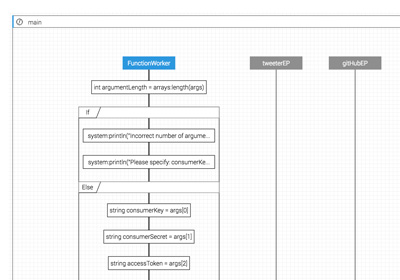 main
FunctionWorker
tweeterEP
gitHubEP
int argumentLength = arrays:length(args)
If
system:println("Incorrect number of argume...
system:println("Please specify: consumerKe...
Else
string consumerKey = args[0]
string consumerSecret = args[1]
string accessToken = args[2]